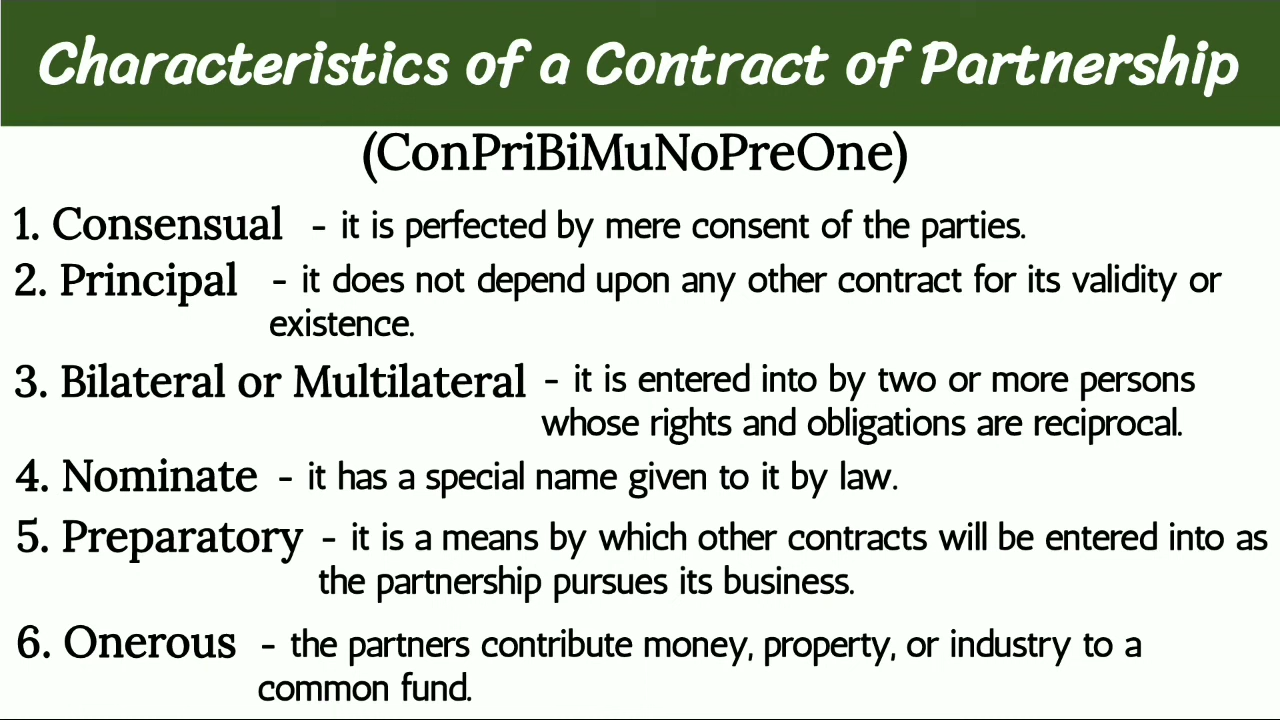 Characteristics of a Contract of Partnership
(ConPriBiMuNoPreOne)
1. Consensual - it is perfected by mere consent of the parties.
2. Principal - it does not depend upon any other contract for its validity or
existence.
3. Bilateral or Multilateral - it is entered into by two or more persons
whose rights and obligations are reciprocal.
4. Nominate - it has a special name given to it by law.
5. Preparatory - it is a means by which other contracts will be entered into as
the partnership pursues its business.
6. Onerous - the partners contribute money, property, or industry to a
common fund.